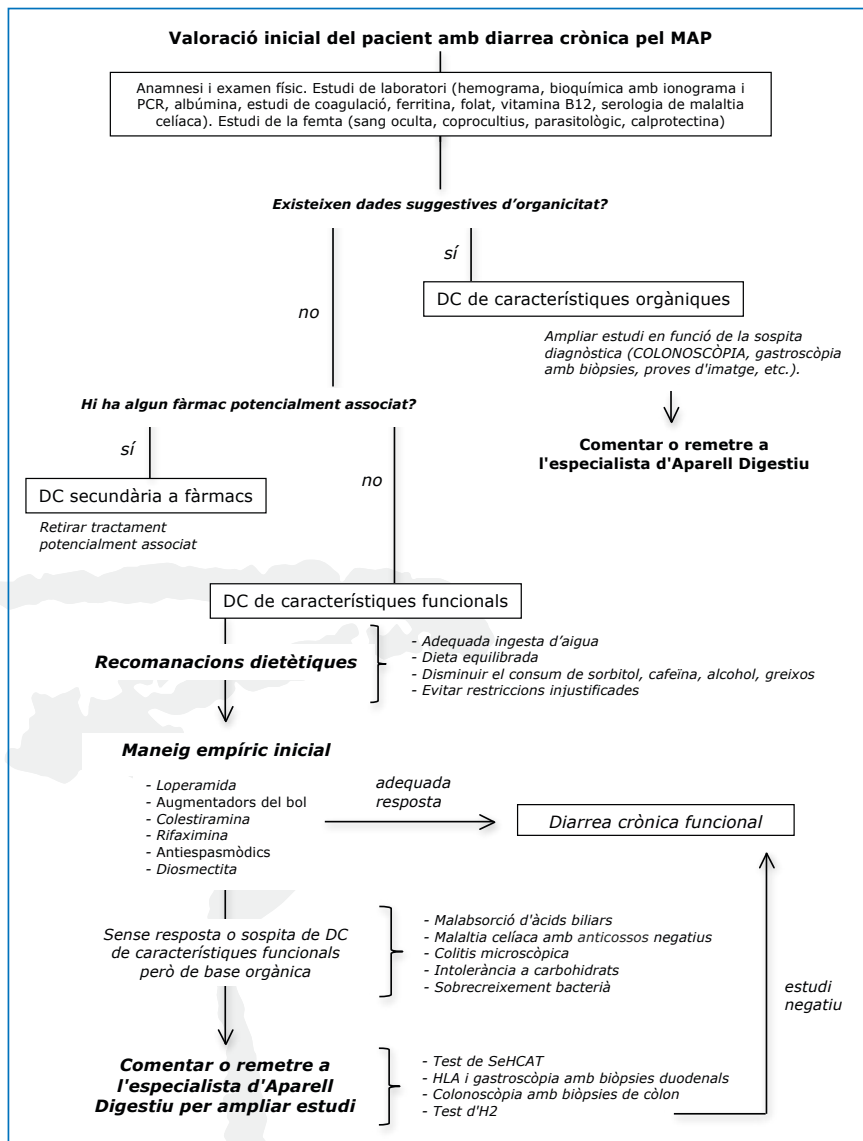 Valoració inicial del pacient amb diarrea crònica pel MAP
Anamnesi i examen físic. Estudi de laboratori (hemograma, bioquímica amb ionograma i
PCR, albúmina, estudi de coagulació, ferritina, folat, vitamina B12, serologia de malaltia
celíaca). Estudi de la femta (sang oculta, coprocultius, parasitològic, calprotectina)
Existeixen dades suggestives d’organicitat?
sí
no
DC de característiques orgàniques
Ampliar estudi en funció de la sospita
diagnòstica (COLONOSCÒPIA, gastroscòpia
amb biòpsies, proves d'imatge, etc.).
Comentar o remetre a
l'especialista d'Aparell Digestiu
Hi ha algun fàrmac potencialment associat?
sí
no
DC secundària a fàrmacs
Retirar tractament
potencialment associat
DC de característiques funcionals
Recomanacions dietètiques
- Adequada ingesta d’aigua
- Dieta equilibrada
- Disminuir el consum de sorbitol, cafeïna, alcohol, greixos
- Evitar restriccions injustificades
Maneig empíric inicial
- Loperamida
- Augmentadors del bol
- Colestiramina
- Rifaximina
- Antiespasmòdics
- Diosmectita
adequada
resposta
Diarrea crònica funcional
Sense resposta o sospita de DC
de característiques funcionals
però de base orgànica
- Malabsorció d'àcids biliars
- Malaltia celíaca amb anticossos negatius
- Colitis microscòpica
- Intolerància a carbohidrats
- Sobrecreixement bacterià
estudi
negatiu
Comentar o remetre a
l'especialista d'Aparell
Digestiu per ampliar estudi
- Test de SeHCAT
- HLA i gastroscòpia amb biòpsies duodenals
- Colonoscòpia amb biòpsies de còlon
- Test d'H2